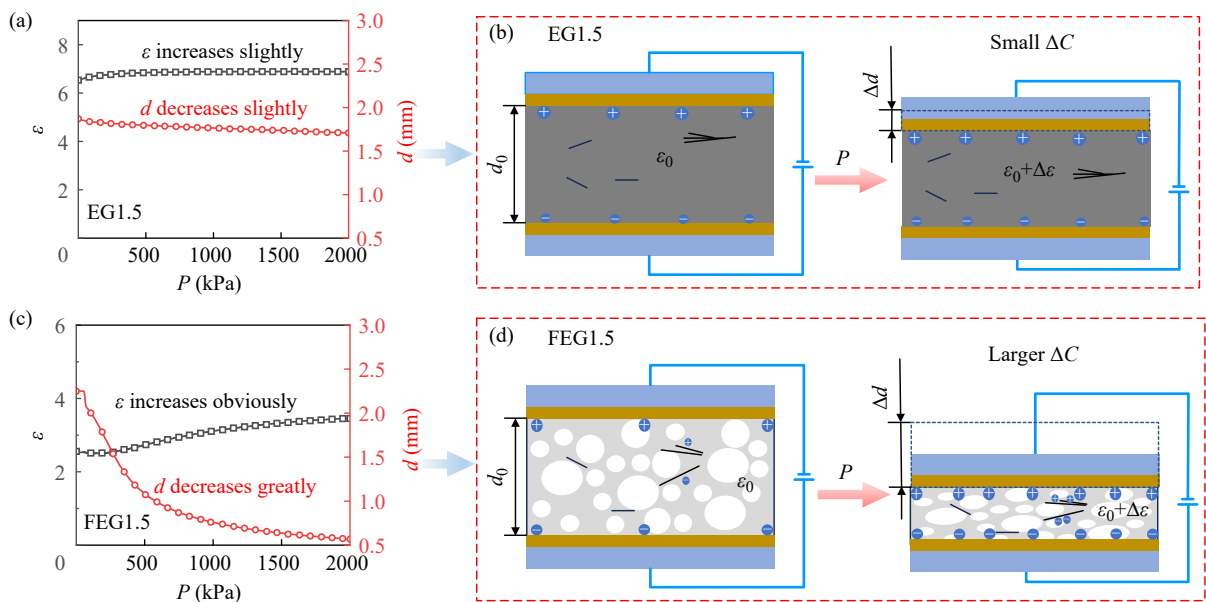 (a)
8
6
4
2
0
ε
ε increases slightly
d decreases slightly
EG1.5
500
1000
1500
2000
P (kPa)
3.0
2.5
2.0
1.5
1.0
0.5
d (mm)
(b)
EG1.5
d0
ε0
P
Small ΔC
Δd
ε0+Δε
(c)
6
4
2
0
ε
ε increases obviously
d decreases greatly
FEG1.5
500
1000
1500
2000
P (kPa)
3.0
2.5
2.0
1.5
1.0
0.5
d (mm)
(d)
FEG1.5
d0
ε0
P
Larger ΔC
Δd
ε0+Δε